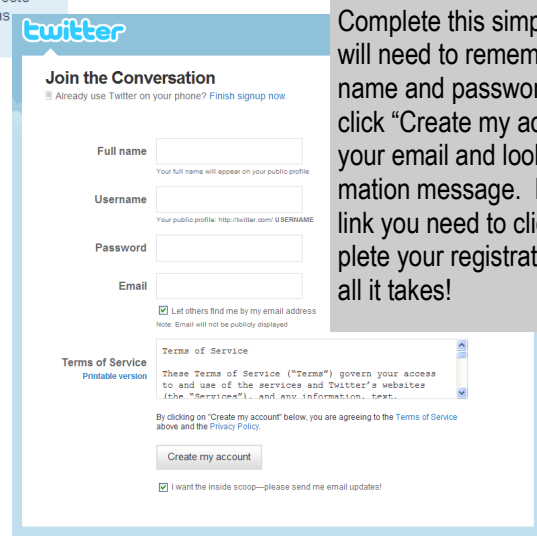 twitter
Join the Conversation
Already use Twitter on your phone? Finish signup now.
Full name
Your full name will appear on your public profile
Username
Your public profile: http://twitter.com/ USERNAME
Password
Email
Let others find me by my email address
Note: Email will not be publicly displayed
Terms of Service
Printable version
Terms of Service
These Terms of Service ("Terms") govern your access
to and use of the services and Twitter's websites
(the "Services"), and any information, text,
By clicking on "Create my account" below, you are agreeing to the Terms of Service
above and the Privacy Policy.
Create my account
I want the inside scoop—please send me email updates!
Complete this simp
will need to remem
name and passwo
click “Create my a
your email and loo
mation message.
link you need to cli
plete your registrat
all it takes!